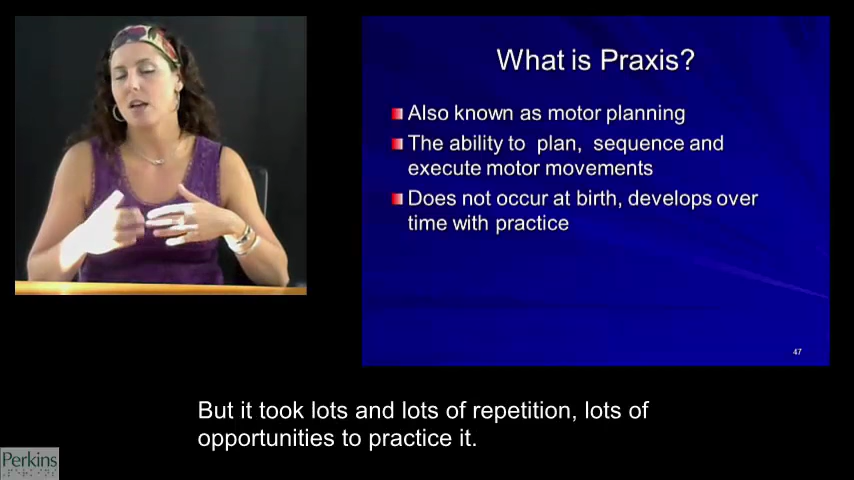 What is Praxis?
Also known as motor planning
The ability to plan, sequence and
execute motor movements
Does not occur at birth, develops over
time with practice
47
But it took lots and lots of repetition, lots of
opportunities to practice it.
Perkins